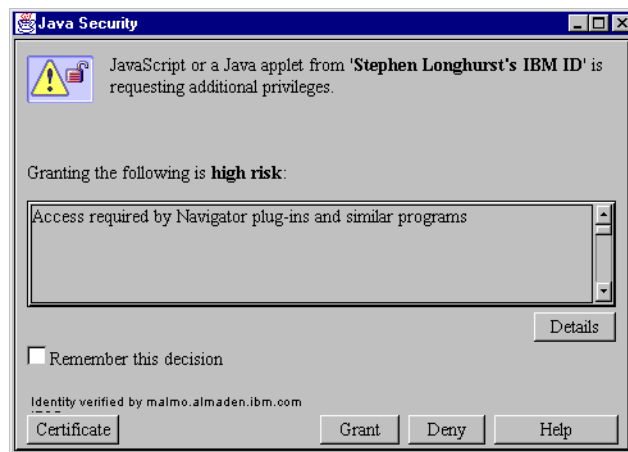 Java Security
JavaScript or a Java applet from 'Stephen Longhurst's IBM ID' is
requesting additional privileges.
Granting the following is high risk:
Access required by Navigator plug-ins and similar programs
Details
Remember this decision
Identity verified by malmo.almaden.ibm.com
Certificate Grant Deny Help